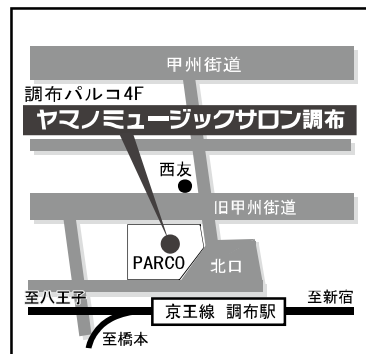 甲州街道
調布パルコ4F
ヤマノミュージックサロン調布
西友
旧甲州街道
PARCO
北口
至八王子
京王線 調布駅
至新宿
至橋本